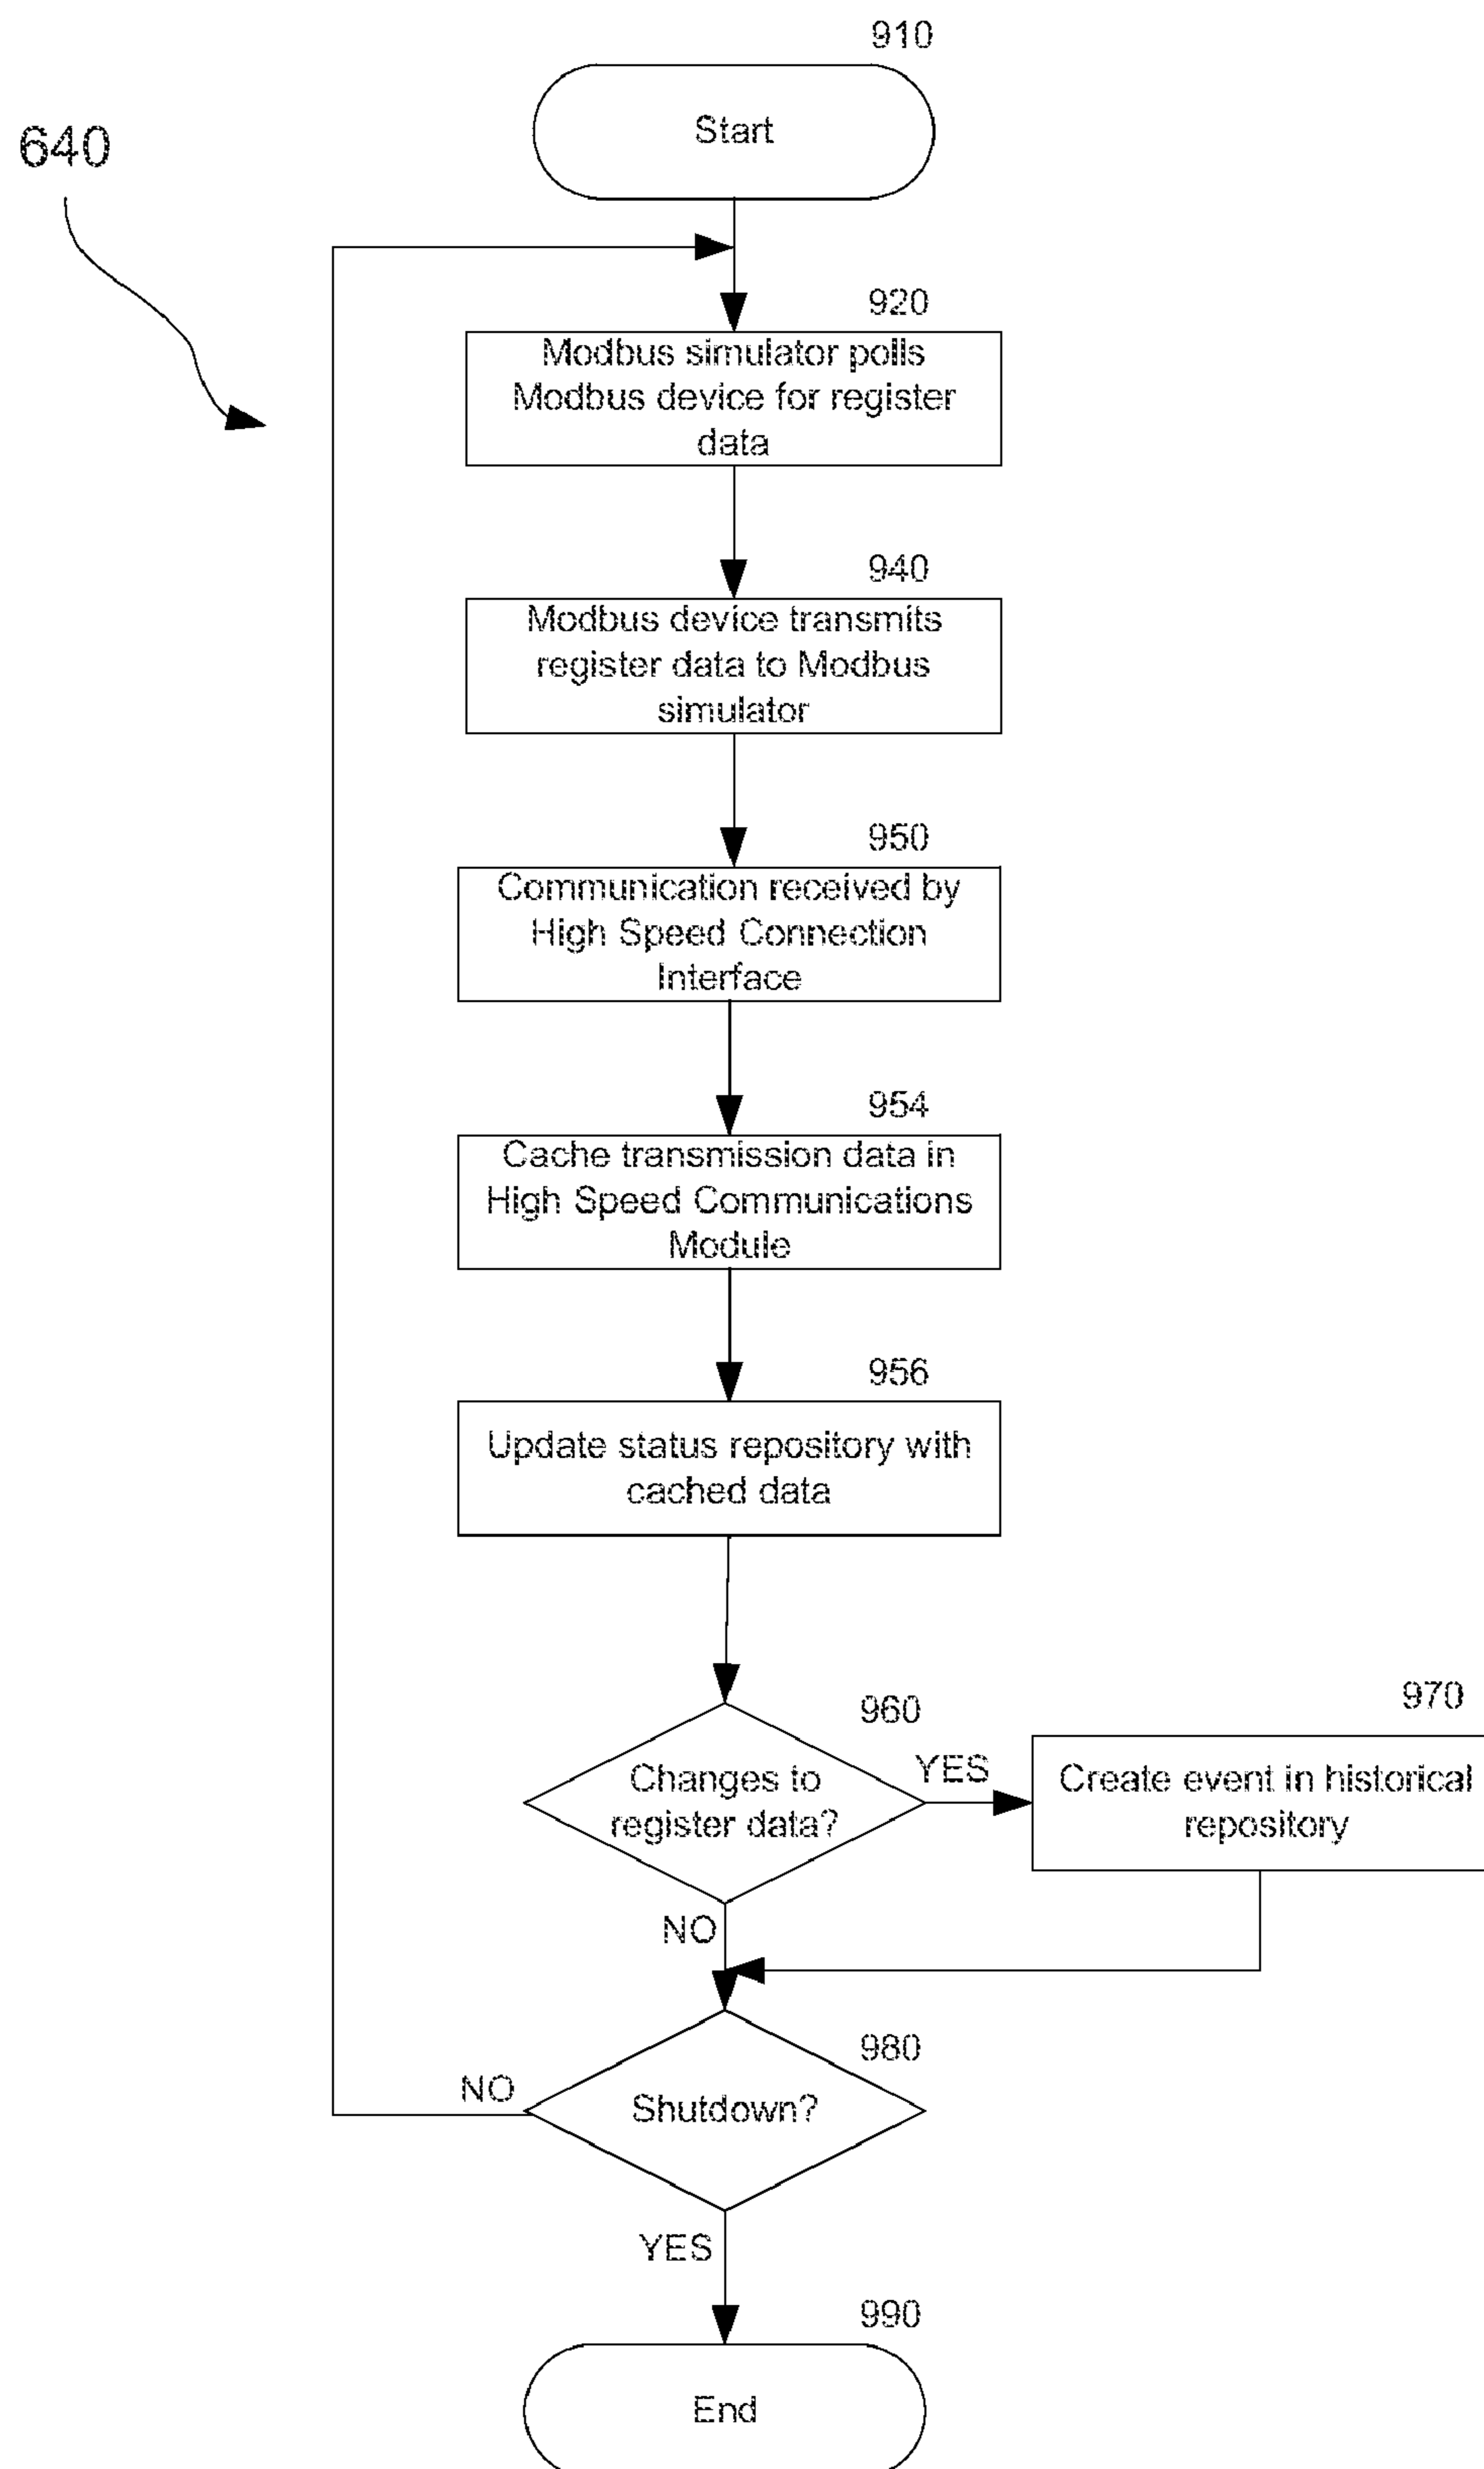 910
Start
640
920
Modbus simulator polls
Modbus device for register
data
940
Modbus device transmits
register data to Modbus
simulator
950
Communication received by
High Speed Connection
Interface
954
Cache transmission data in
High Speed Communications
Module
956
Update status repository with
cached data
960
Changes to
register data?
YES
970
Create event in historical
repository
NO
980
Shutdown?
NO
YES
990
End